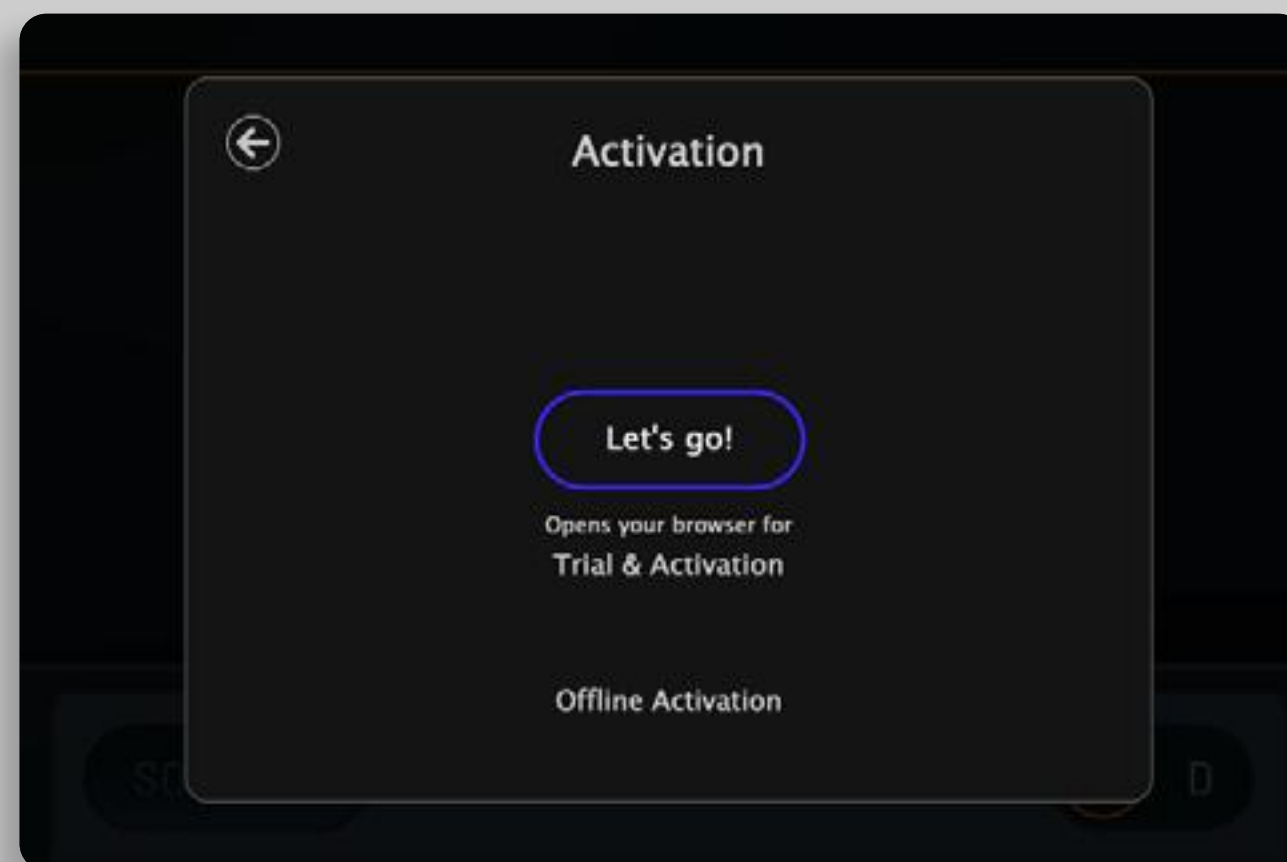 Activation
Let's go!
Opens your browser for
Trial & Activation
Offline Activation
D